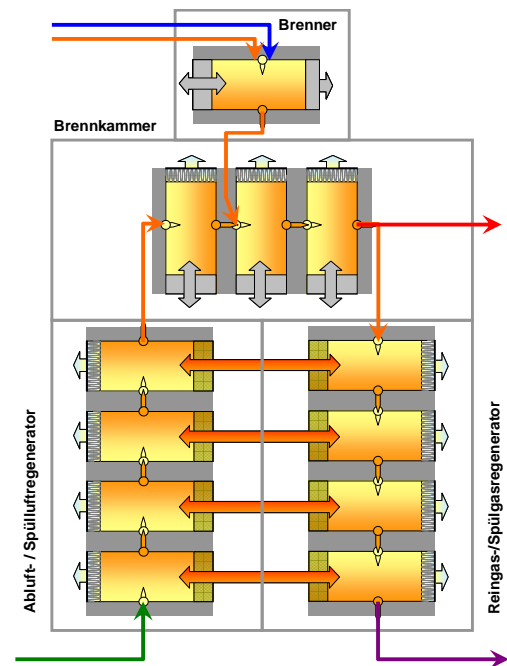 Brenner
Brennkammer
Abluft- / Spülluftregenerator
Reingas-/Spülgasregenerator